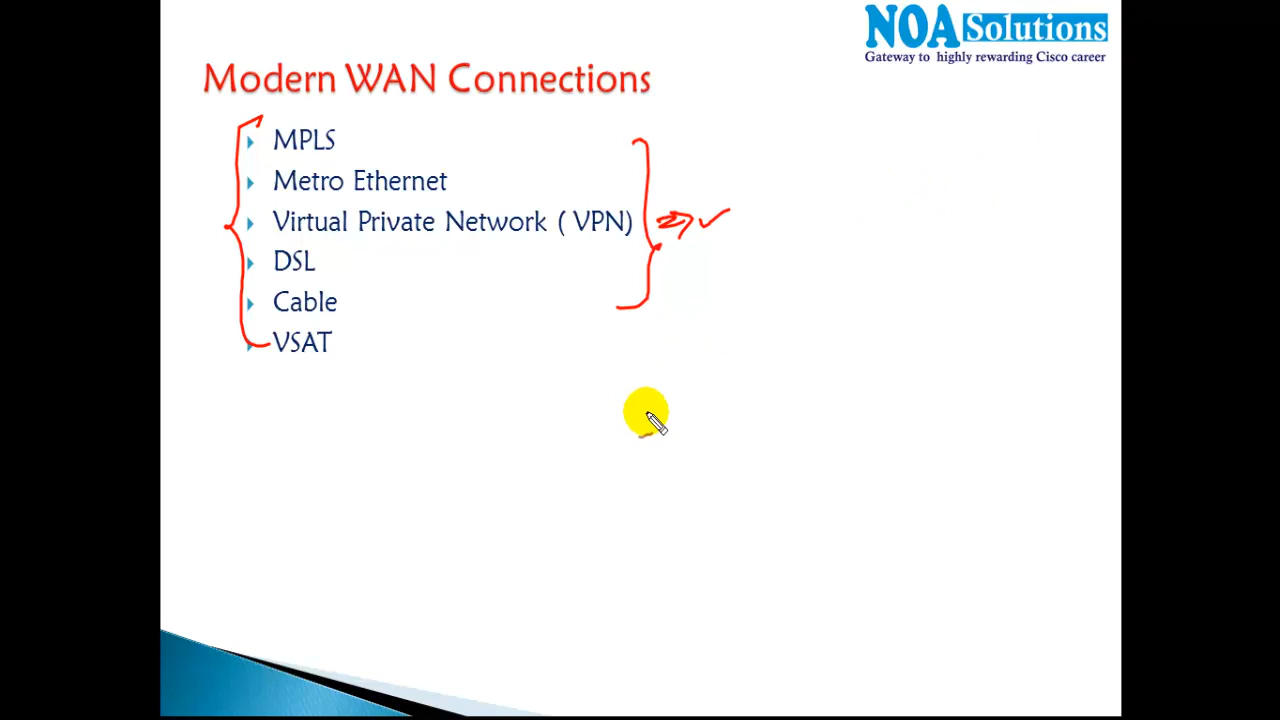 NOA Solutions
Gateway to highly rewarding Cisco career
Modern WAN Connections
MPLS
Metro Ethernet
Virtual Private Network ( VPN)
DSL
Cable
VSAT